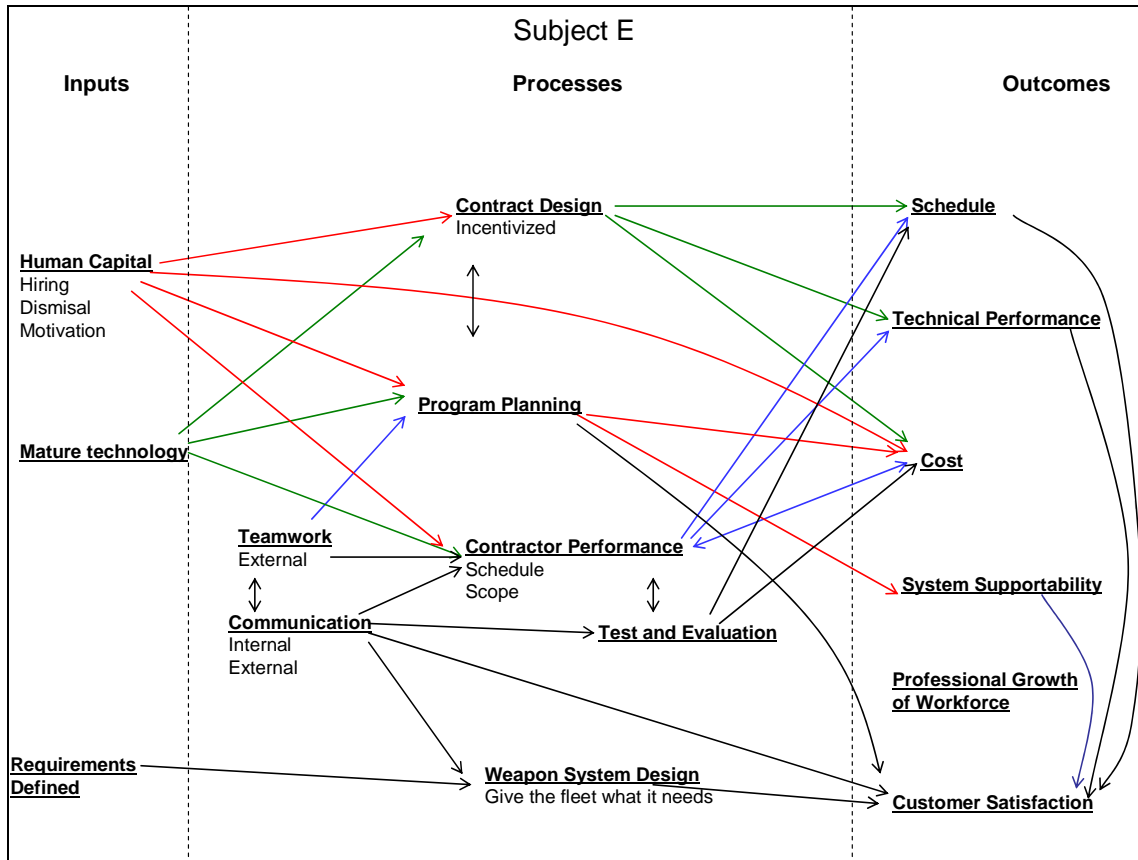 Subject E
Inputs
Processes
Outcomes
Human Capital
Hiring
Dismisal
Motivation
Mature technology
Requirements
Defined
Contract Design
Incentivized
Program Planning
Teamwork
External
Communication
Internal
External
Contractor Performance
Schedule
Scope
Test and Evaluation
Weapon System Design
Give the fleet what it needs
Schedule
Technical Performance
Cost
System Supportability
Professional Growth
of Workforce
Customer Satisfaction